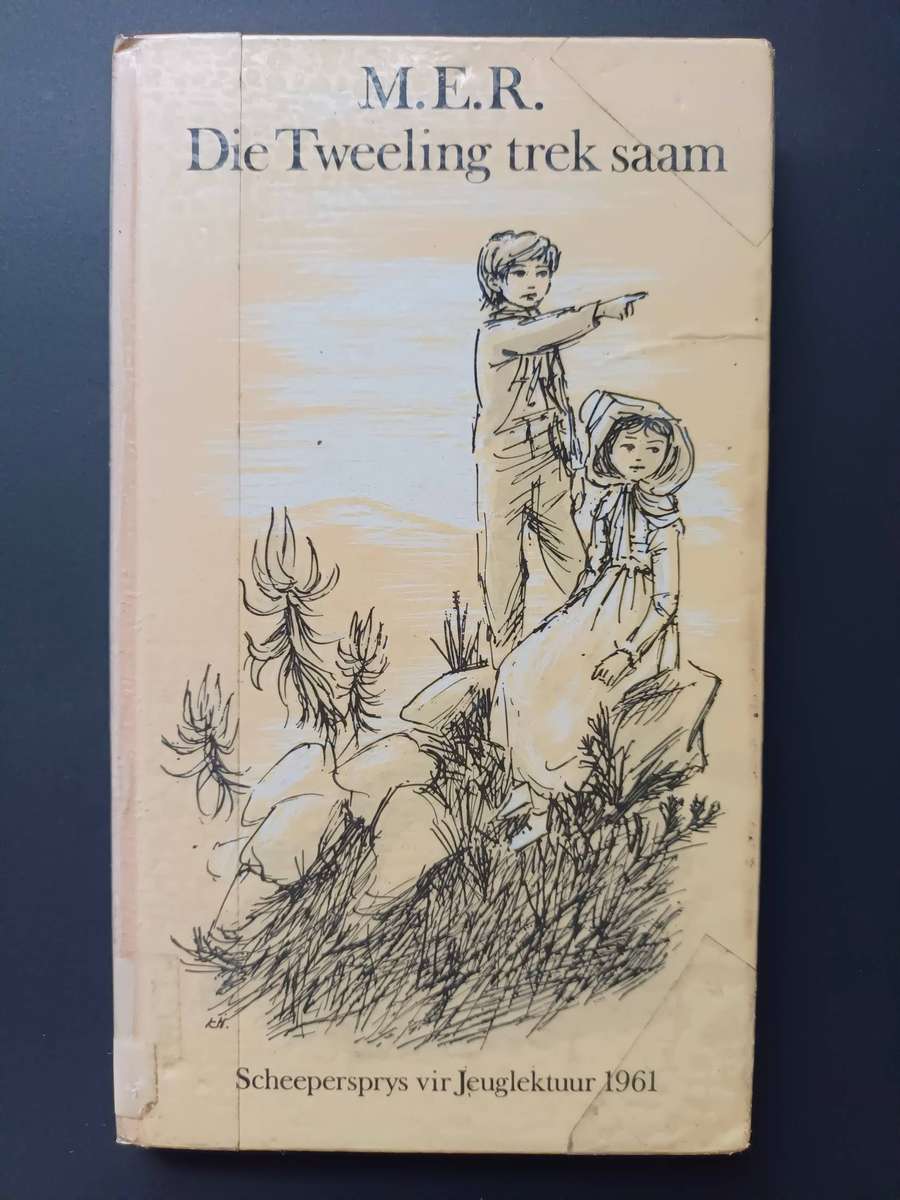 M.E.R.
Die Tweeling trek saam
Scheepersprys vir Jeuglektuur 1961